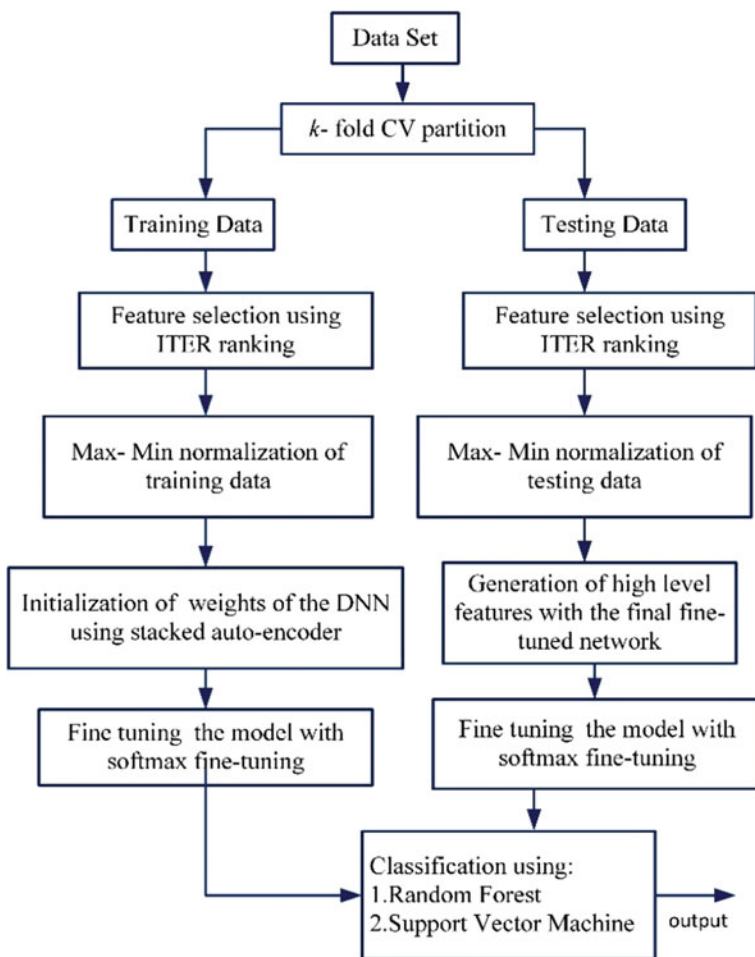 Data Set
k- fold CV partition
Training Data
Testing Data
Feature selection using
ITER ranking
Feature selection using
ITER ranking
Max- Min normalization of
training data
Max- Min normalization of
testing data
Initialization of weights of the DNN
using stacked auto-encoder
Generation of high level
features with the final fine-
tuned network
Fine tuning the model with
softmax fine-tuning
Fine tuning the model with
softmax fine-tuning
Classification using:
1.Random Forest
2.Support Vector Machine
output